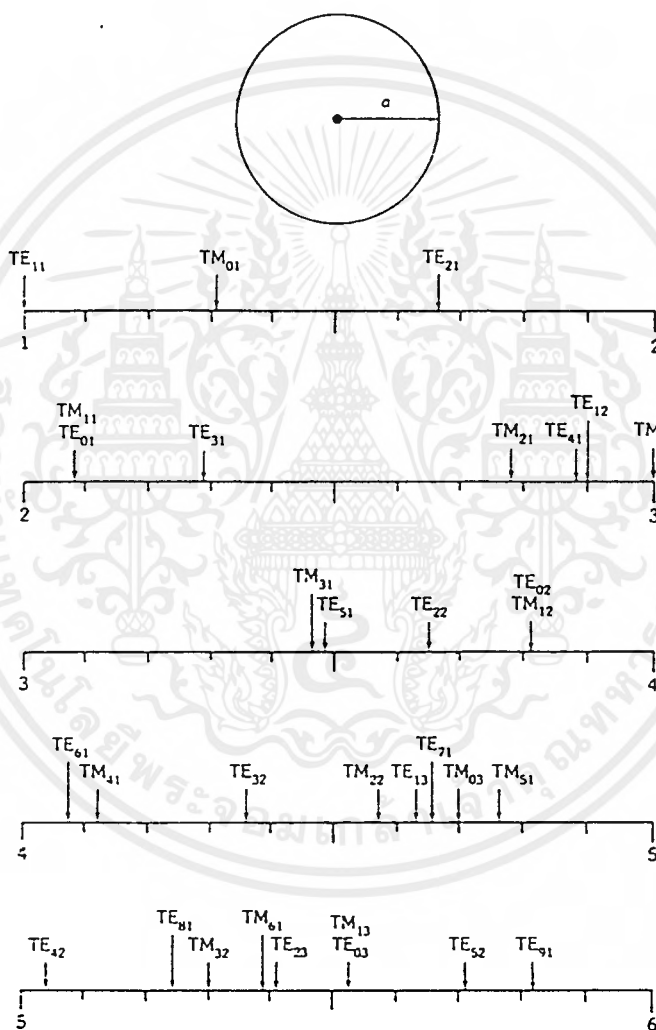 a
TE₁₁ TM₀₁ TE₂₁
1 2
TM₁₁ TE₁₂
TE₀₁ TE₃₁ TM₂₁ TE₄₁ TM
2 3
TM₃₁ TE₀₂
TE₅₁ TE₂₂ TM₁₂
3 4
TE₆₁ TE₇₁
TM₄₁ TE₃₂ TM₂₂ TE₁₃ TM₀₃ TM₅₁
4 5
TE₈₁ TM₆₁ TM₁₃
TE₄₂ TM₃₂ TE₂₃ TE₀₃ TE₅₂ TE₉₁
5 6